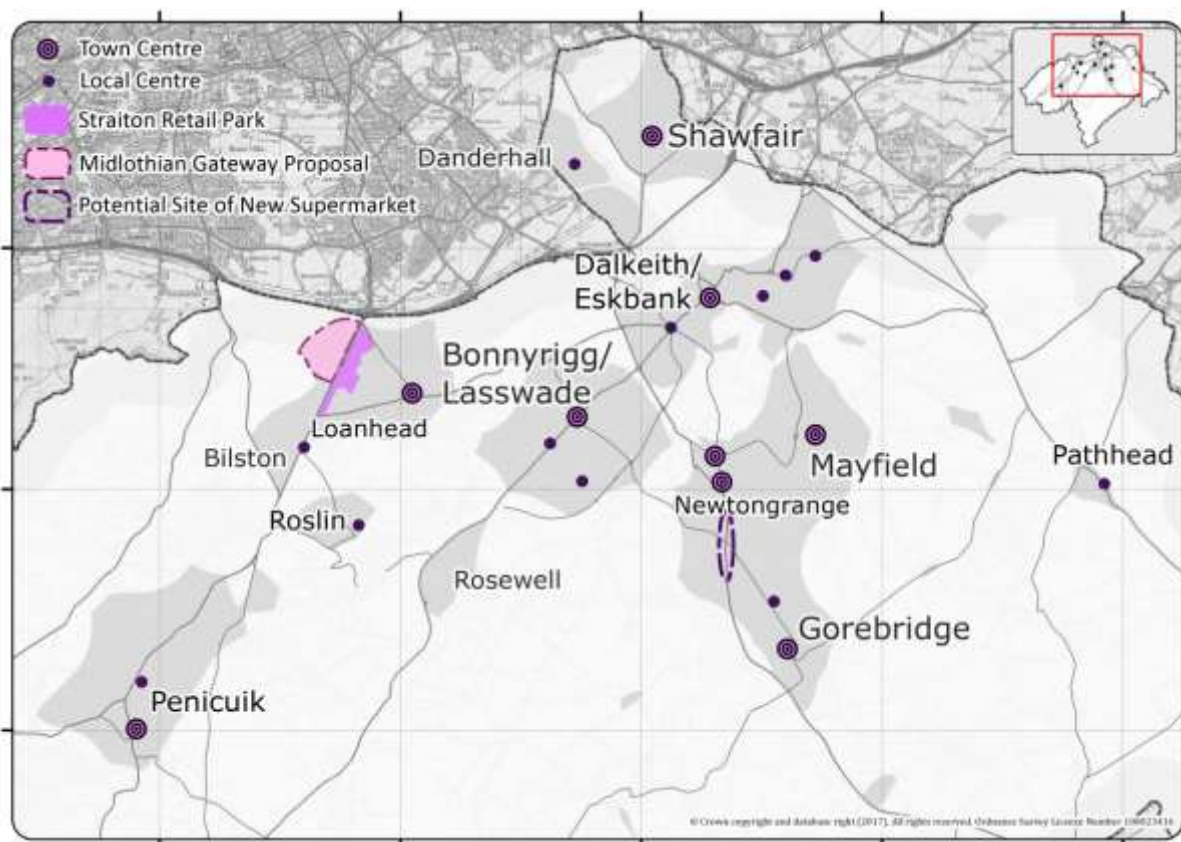 Town Centre
Local Centre
Straiton Retail Park
Midlothian Gateway Proposal
Potential Site of New Supermarket
Shawfair
Danderhall
Dalkeith/
Eskbank
Bonnyrigg/
Lasswade
Loanhead
Bilston
Mayfield
Pathhead
Newtongrange
Roslin
Rosewell
Gorebridge
Penicuik
© Crown copyright and database right (2017). All rights reserved. Ordnance Survey Licence Number 100023416